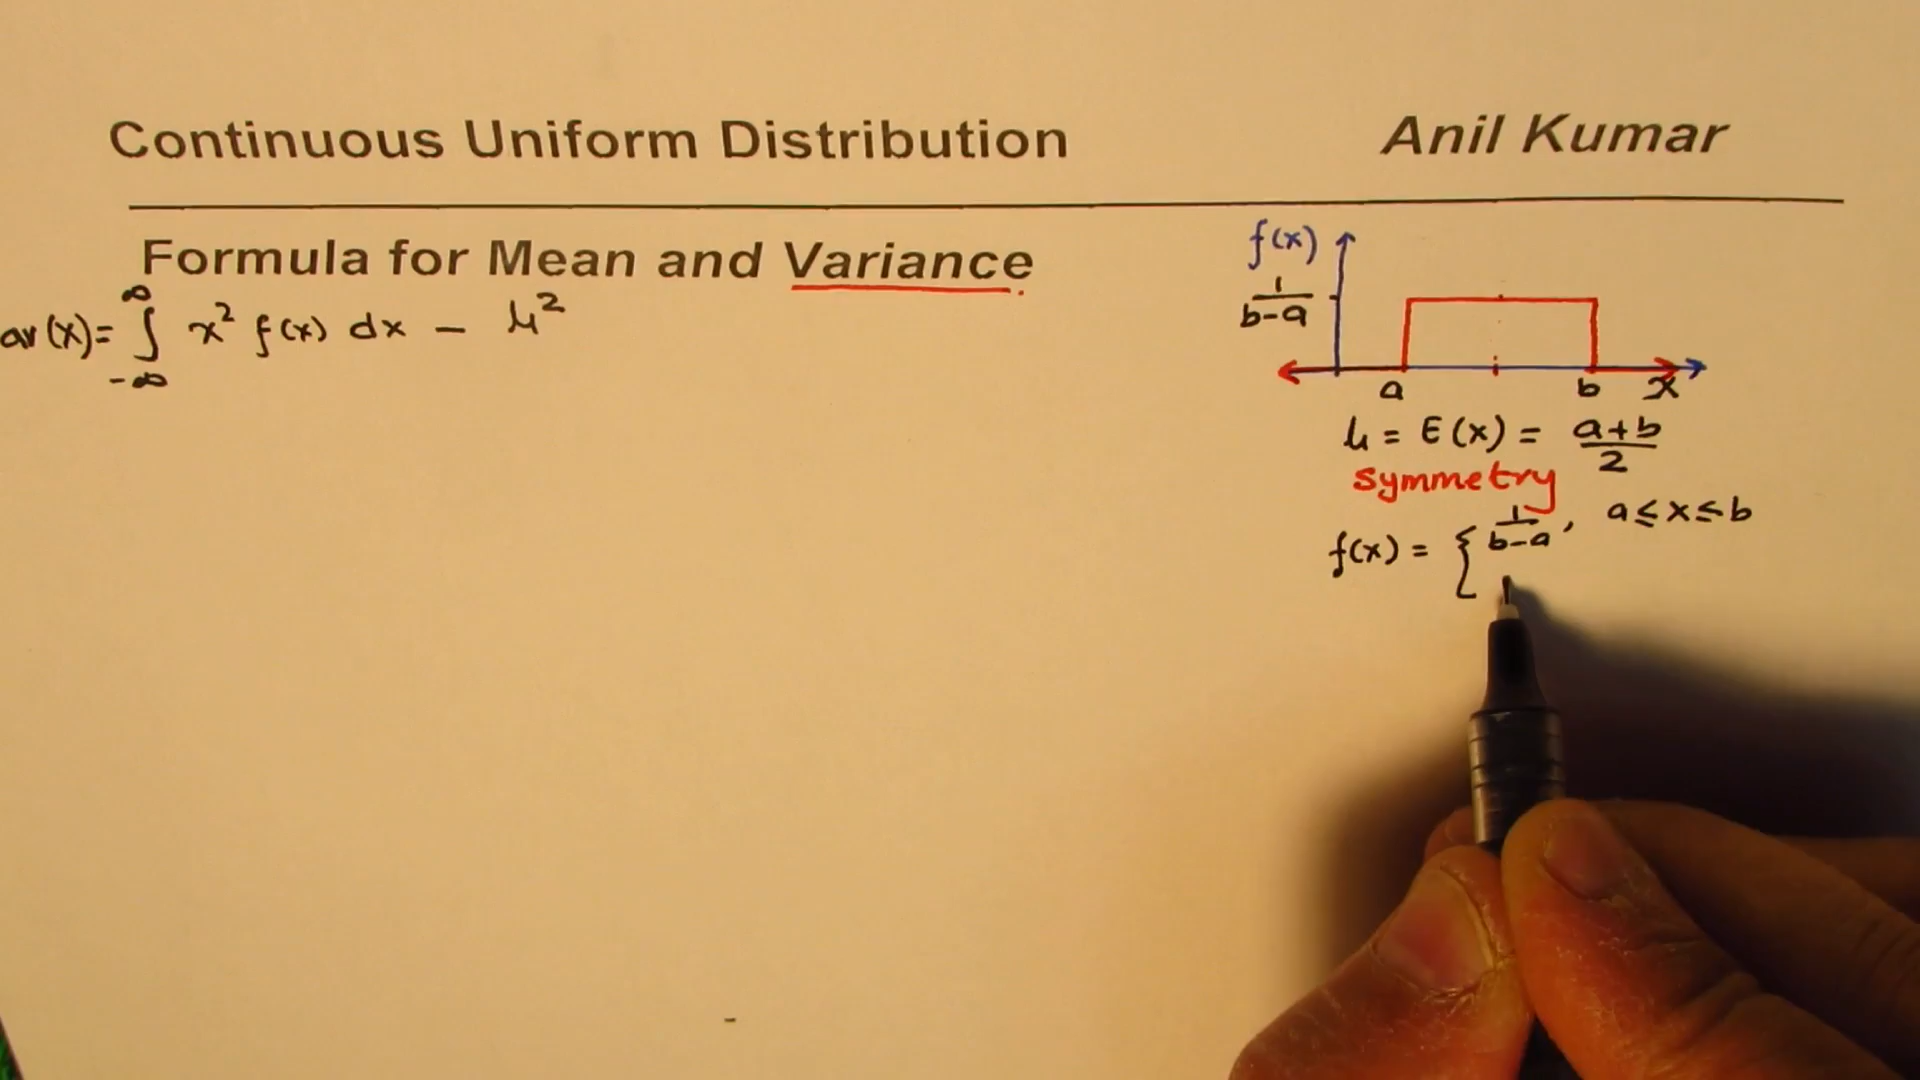 Continuous Uniform Distribution
Anil Kumar
Formula for Mean and Variance
ar(x)= ∫_{-∞}^{∞} x² f(x) dx - μ²
f(x)
1/(b-a)
a b x
μ = E(x) = (a+b)/2
symmetry
f(x) = { 1/(b-a), a ≤ x ≤ b